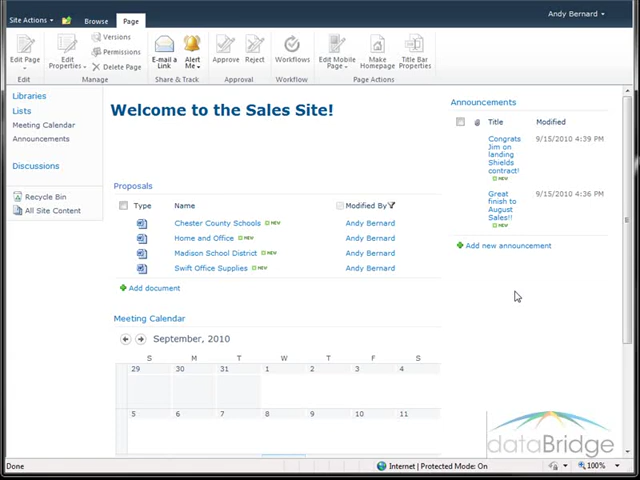 Site Actions
Browse
Page
Andy Bernard
Edit Page
Edit Properties
Versions
Permissions
Delete Page
E-mail a Link
Alert Me
Approve
Reject
Workflows
Edit Mobile Page
Make Homepage
Title Bar Properties
Edit
Manage
Share & Track
Approval
Workflow
Page Actions
Libraries
Lists
Meeting Calendar
Announcements
Discussions
Recycle Bin
All Site Content
Welcome to the Sales Site!
Proposals
Type Name Modified By
Chester County Schools NEW Andy Bernard
Home and Office NEW Andy Bernard
Madison School District NEW Andy Bernard
Swift Office Supplies NEW Andy Bernard
Add document
Meeting Calendar
September, 2010
S M T W T F S
29 30 31 1 2 3 4
5 6 7 8 9 10 11
Announcements
Title Modified
Congrats 9/15/2010 4:39 PM
Jim on
landing
Shields
contract!
NEW
Great 9/15/2010 4:36 PM
finish to
August
Sales!!
NEW
Add new announcement
dataBridge
Done
Internet | Protected Mode: On
100%